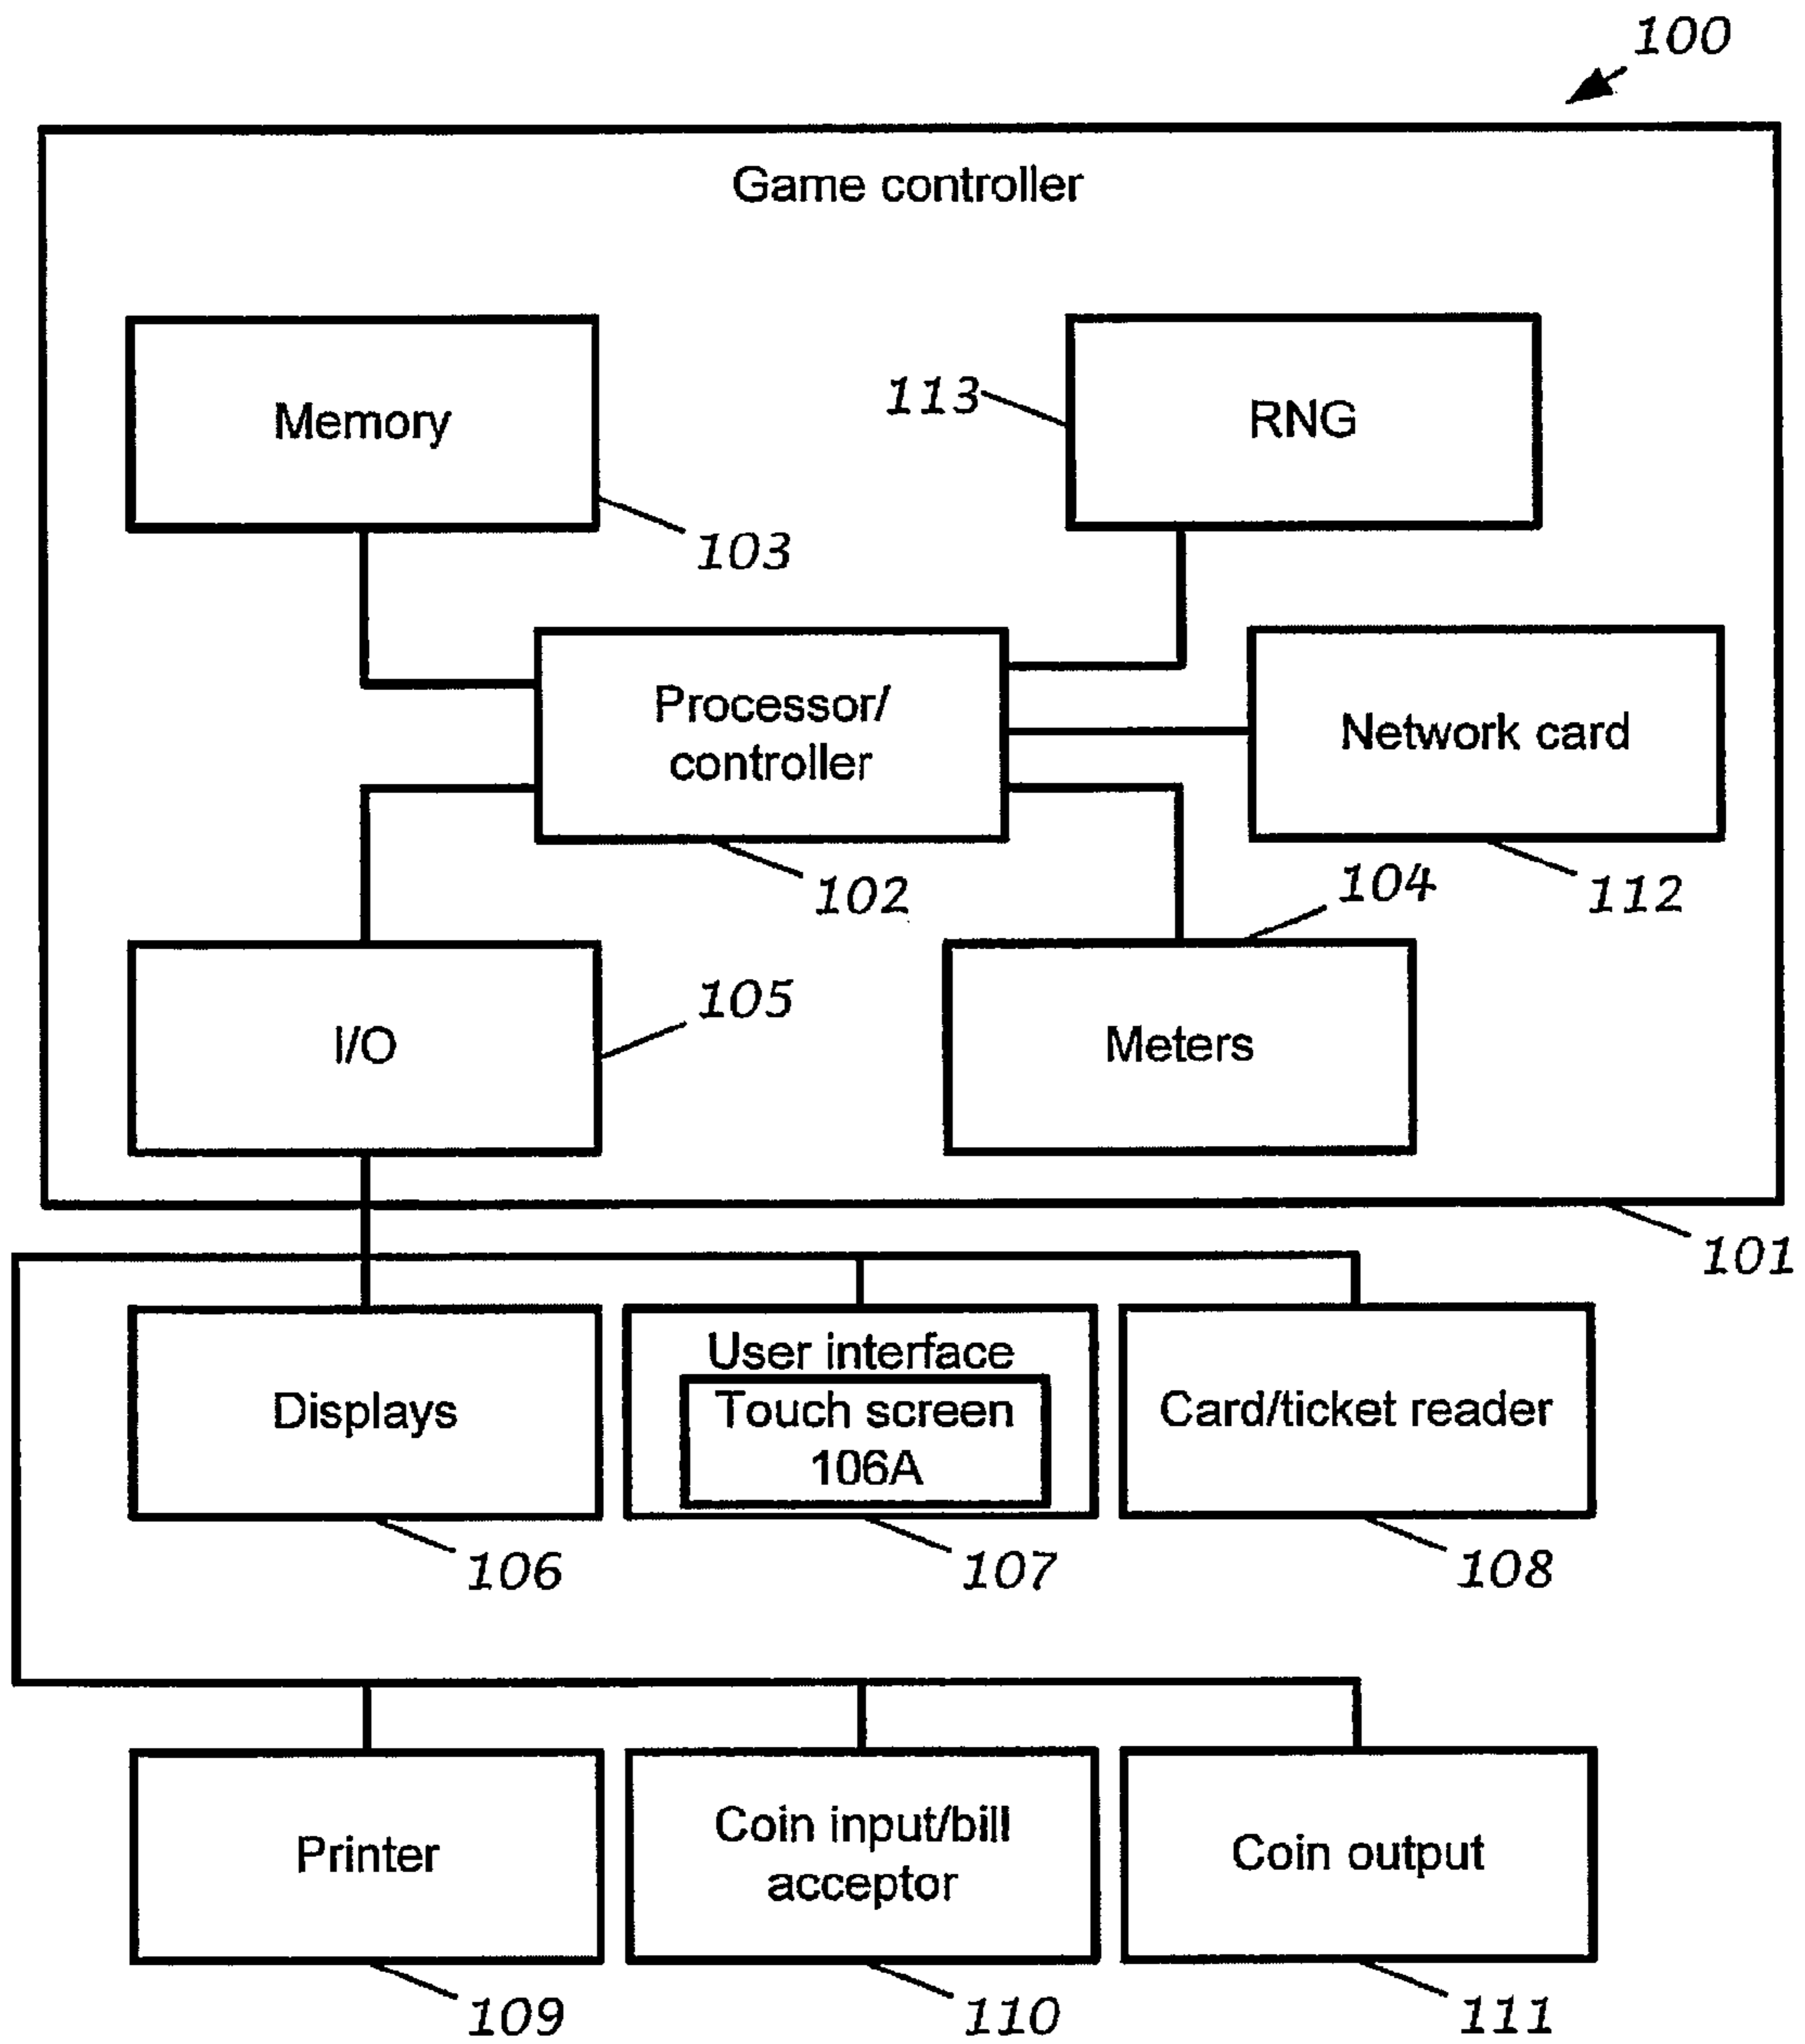 100
Game controller
Memory
113
RNG
103
Processor/
controller
Network card
102
104
112
I/O
105
Meters
101
Displays
User interface
Touch screen
106A
Card/ticket reader
106
107
108
Printer
Coin input/bill
acceptor
Coin output
109
110
111